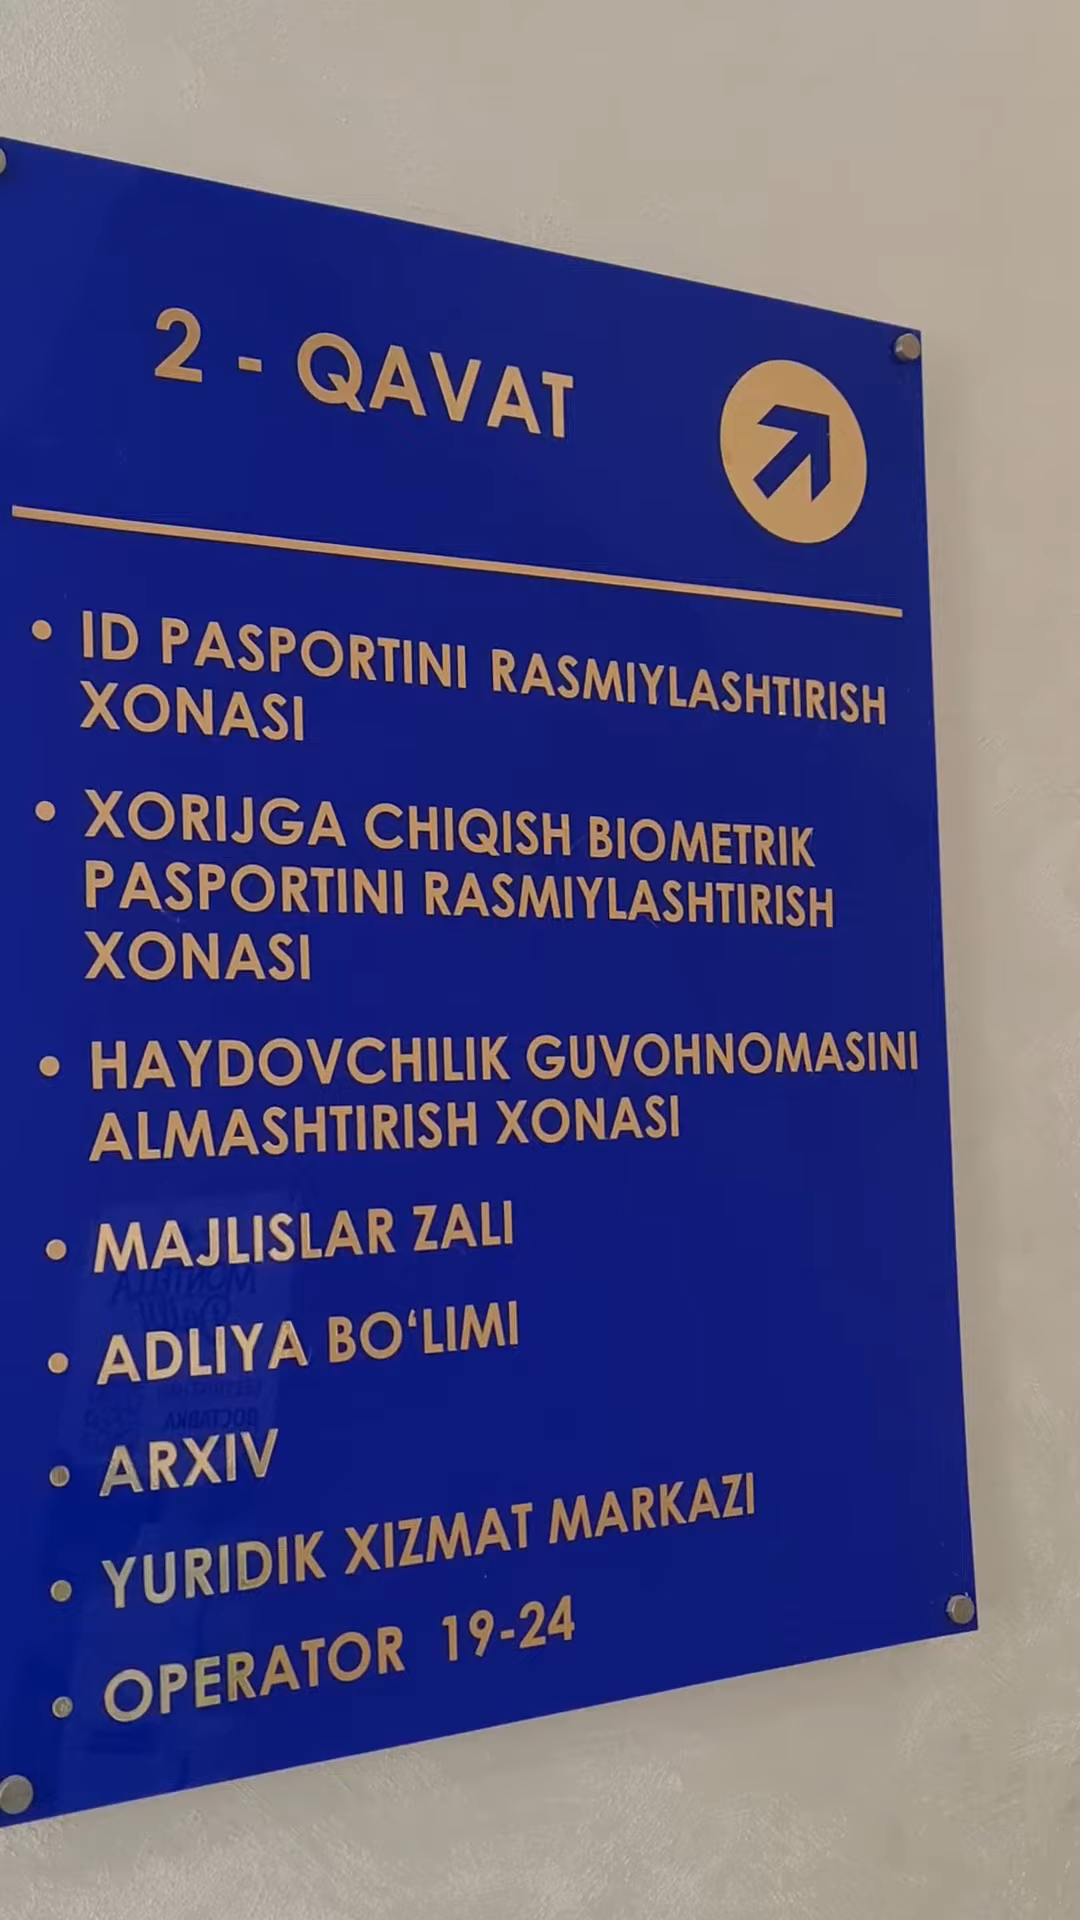 2 - QAVAT
• ID PASPORTINI RASMIYLASHTIRISH
XONASI
• XORIJGA CHIQISH BIOMETRIK
PASPORTINI RASMIYLASHTIRISH
XONASI
• HAYDOVCHILIK GUVOHNOMASINI
ALMASHTIRISH XONASI
• MAJLISLAR ZALI
• ADLIYA BO‘LIMI
• ARXIV
• YURIDIK XIZMAT MARKAZI
• OPERATOR 19-24